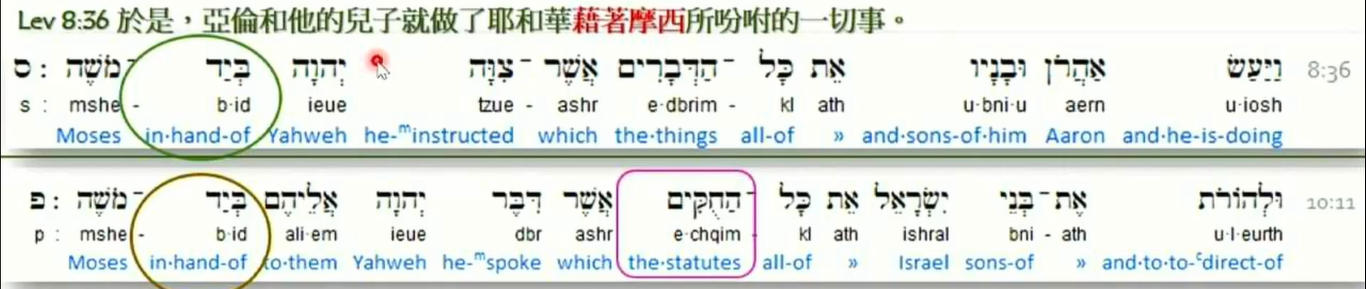 Lev 8:36 於是，亞倫和他的兒子就做了耶和華藉著摩西所吩咐的一切事。
8:36 וַיַּעַשׂ אַהֲרֹן וּבָנָיו אֵת כָּל־הַדְּבָרִים אֲשֶׁר־צִוָּה יְהוָה בְּיַד־מֹשֶׁה : ס
s : mshe - b·id ieue tzue - ashr e·dbrim - kl ath u·bni·u aern u·iosh
Moses in·hand-of Yahweh he-ᵐinstructed which the·things all-of » and·sons-of·him Aaron and·he-is-doing
10:11 וּלְהוֹרֹת אֶת־בְּנֵי יִשְׂרָאֵל אֵת כָּל־הַחֻקִּים אֲשֶׁר דִּבֶּר יְהוָה אֲלֵיהֶם בְּיַד־מֹשֶׁה : פ
p : mshe - b·id ali·em ieue dbr ashr e·chqim - kl ath ishral bni - ath u·l·eurth
Moses in·hand-of to·them Yahweh he-ᵐspoke which the·statutes all-of » Israel sons-of » and·to·to-ᶜdirect-of